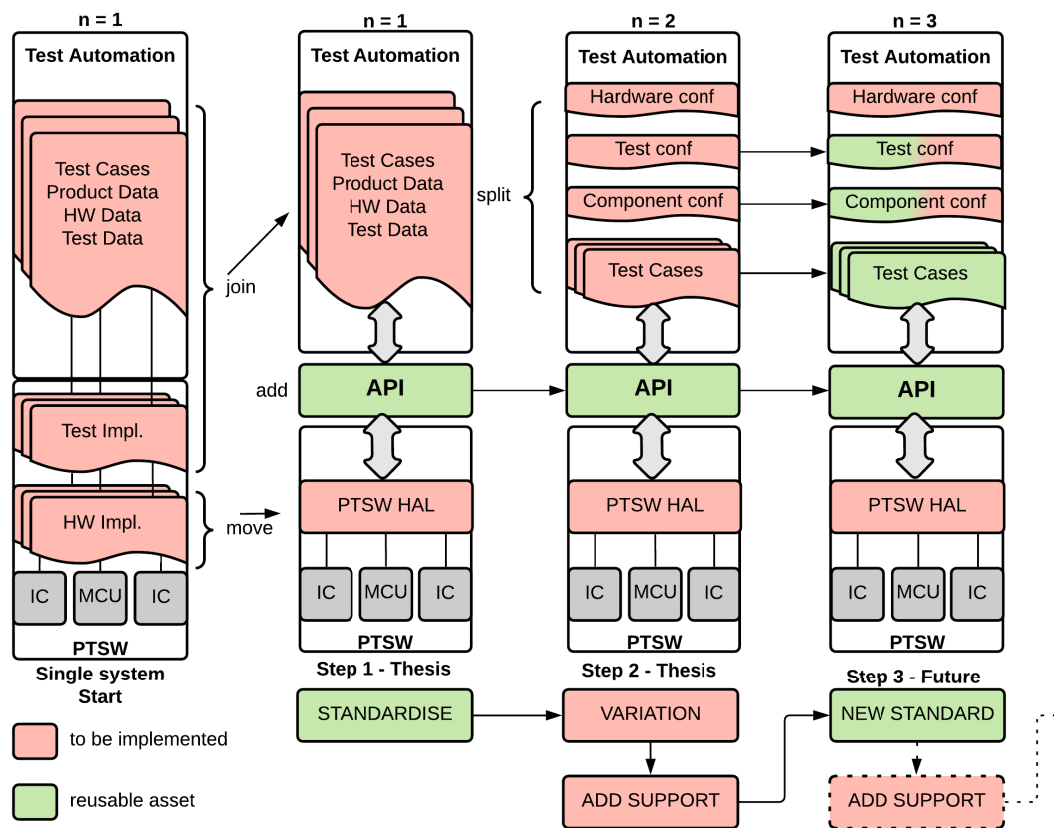 n = 1
Test Automation
Test Cases
Product Data
HW Data
Test Data
Test Impl.
HW Impl.
IC
MCU
IC
PTSW
Single system
Start
join
add
move
n = 1
Test Automation
Test Cases
Product Data
HW Data
Test Data
API
PTSW HAL
IC
MCU
IC
PTSW
Step 1 - Thesis
split
n = 2
Test Automation
Hardware conf
Test conf
Component conf
Test Cases
API
PTSW HAL
IC
MCU
IC
PTSW
Step 2 - Thesis
n = 3
Test Automation
Hardware conf
Test conf
Component conf
Test Cases
API
PTSW HAL
IC
MCU
IC
PTSW
Step 3 - Future
STANDARDISE
VARIATION
NEW STANDARD
ADD SUPPORT
ADD SUPPORT
to be implemented
reusable asset